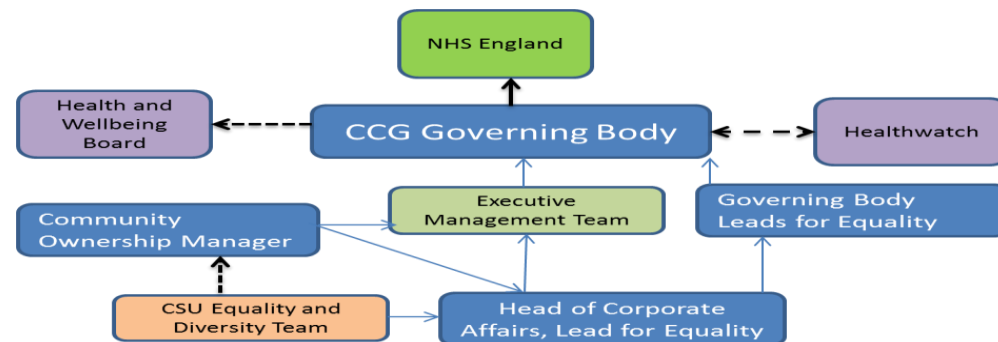 NHS England
Health and
Wellbeing
Board
CCG Governing Body
Healthwatch
Executive
Management Team
Governing Body
Leads for Equality
Community
Ownership Manager
CSU Equality and
Diversity Team
Head of Corporate
Affairs, Lead for Equality